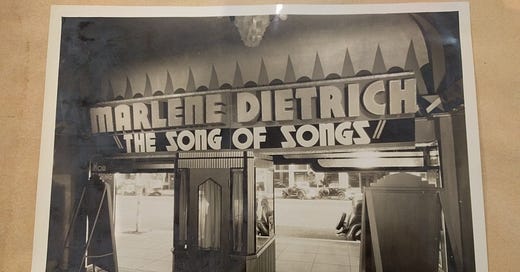 MARLENE DIETRICH
"THE SONG OF SONGS"